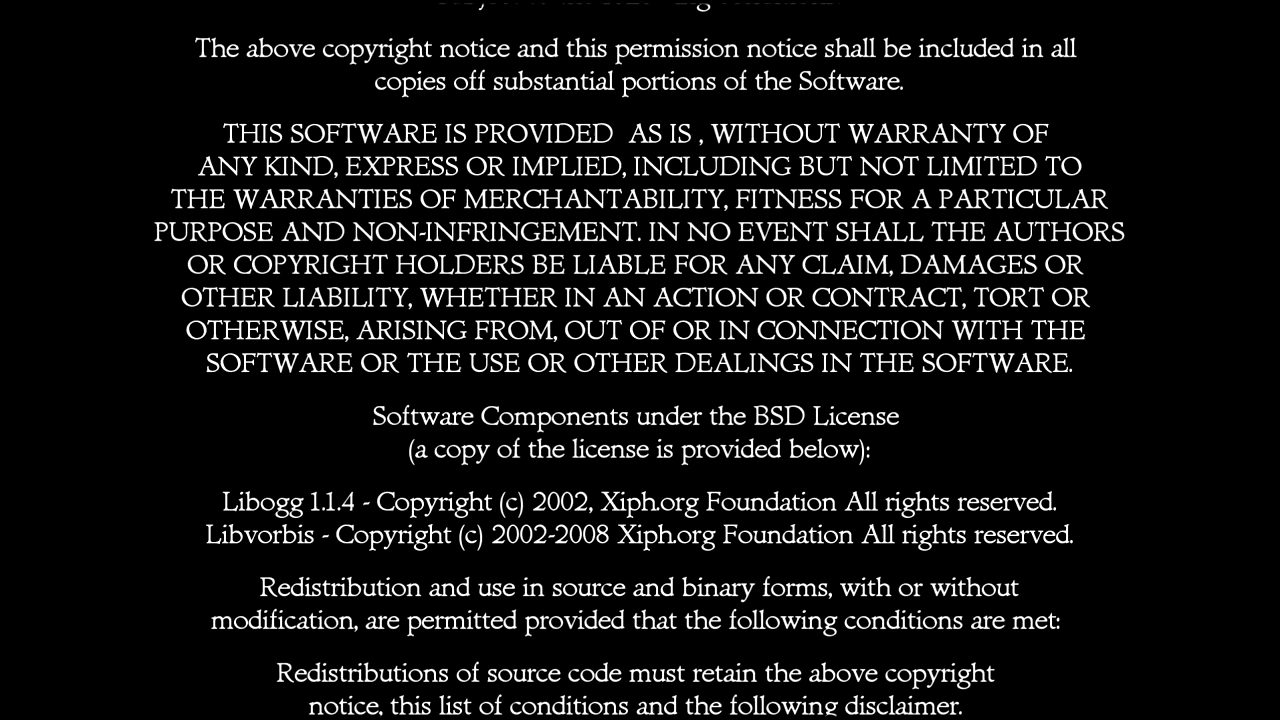 The above copyright notice and this permission notice shall be included in all
copies off substantial portions of the Software.
THIS SOFTWARE IS PROVIDED  AS IS , WITHOUT WARRANTY OF
ANY KIND, EXPRESS OR IMPLIED, INCLUDING BUT NOT LIMITED TO
THE WARRANTIES OF MERCHANTABILITY, FITNESS FOR A PARTICULAR
PURPOSE AND NON-INFRINGEMENT. IN NO EVENT SHALL THE AUTHORS
OR COPYRIGHT HOLDERS BE LIABLE FOR ANY CLAIM, DAMAGES OR
OTHER LIABILITY, WHETHER IN AN ACTION OR CONTRACT, TORT OR
OTHERWISE, ARISING FROM, OUT OF OR IN CONNECTION WITH THE
SOFTWARE OR THE USE OR OTHER DEALINGS IN THE SOFTWARE.
Software Components under the BSD License
(a copy of the license is provided below):
Libogg 1.1.4 - Copyright (c) 2002, Xiph.org Foundation All rights reserved.
Libvorbis - Copyright (c) 2002-2008 Xiph.org Foundation All rights reserved.
Redistribution and use in source and binary forms, with or without
modification, are permitted provided that the following conditions are met:
Redistributions of source code must retain the above copyright
notice, this list of conditions and the following disclaimer.